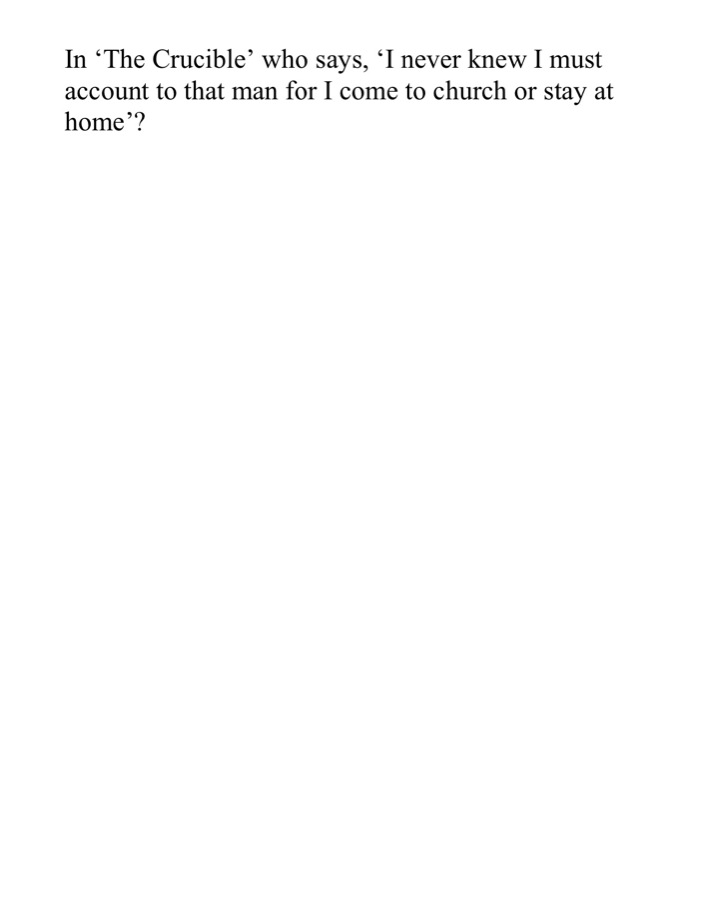 In ‘The Crucible’ who says, ‘I never knew I must
account to that man for I come to church or stay at
home’?